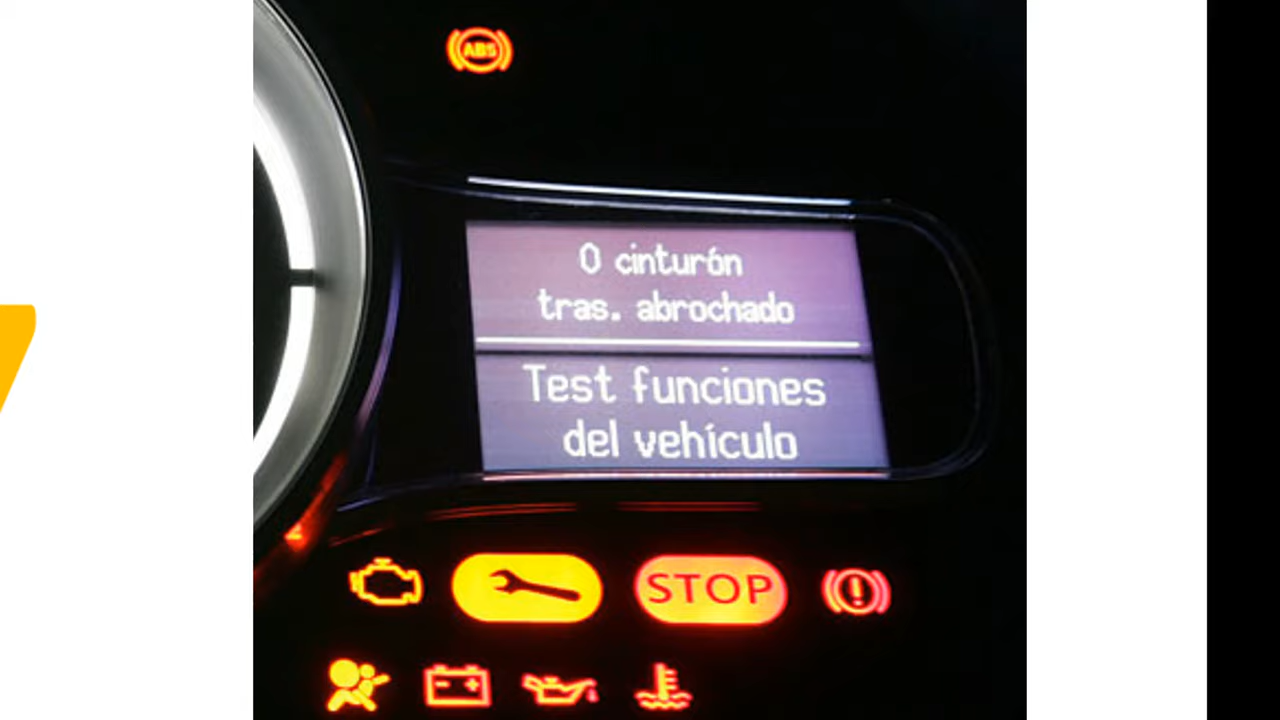 ABS
0 cinturón
tras. abrochado
Test funciones
del vehículo
STOP